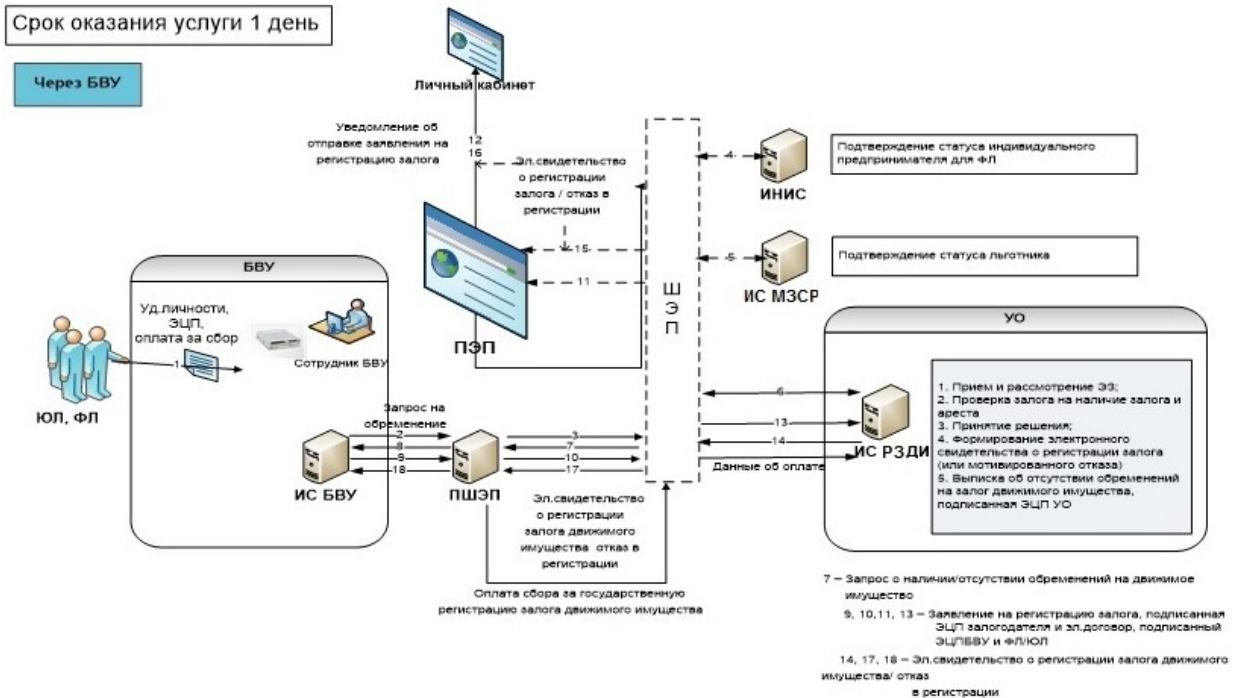 Срок оказания услуги 1 день
Через БВУ
Личный кабинет
Уведомление об
отправке заявления на
регистрацию залога
12
16
Эл.свидетельство
о регистрации
залога / отказ в
регистрации
15
11
ПЭП
Ш
Э
П
4
ИНИС
Подтверждение статуса индивидуального
предпринимателя для ФЛ
5
ИС МЗСР
Подтверждение статуса льготника
БВУ
Уд.личности,
ЭЦП,
оплата за сбор
Сотрудник БВУ
1
ЮЛ, ФЛ
ИС БВУ
Запрос на
обременение
2
8
9
18
ПШЭП
3
7
10
17
Эл.свидетельство
о регистрации
залога движимого
имущества отказ в
регистрации
Оплата сбора за государственную
регистрацию залога движимого имущества
6
13
14
Данные об оплате
УО
ИС РЗДИ
1. Прием и рассмотрение ЭЗ;
2. Проверка залога на наличие залога и
ареста
3. Принятие решения;
4. Формирование электронного
свидетельства о регистрации залога
(или мотивированного отказа)
5. Выписка об отсутствии обременений
на залог движимого имущества,
подписанная ЭЦП УО
7 – Запрос о наличии/отсутствии обременений на движимое
имущество
9, 10,11, 13 – Заявление на регистрацию залога, подписанная
ЭЦП залогодателя и эл.договор, подписанный
ЭЦПБВУ и ФЛ/ЮЛ
14, 17, 18 – Эл.свидетельство о регистрации залога движимого
имущества/ отказ
в регистрации